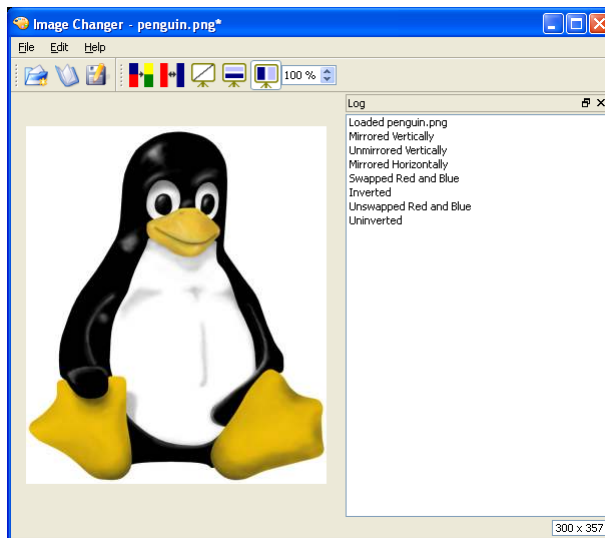 Image Changer - penguin.png*
File Edit Help
100 %
Log
Loaded penguin.png
Mirrored Vertically
Unmirrored Vertically
Mirrored Horizontally
Swapped Red and Blue
Inverted
Unswapped Red and Blue
Uninverted
300 x 357